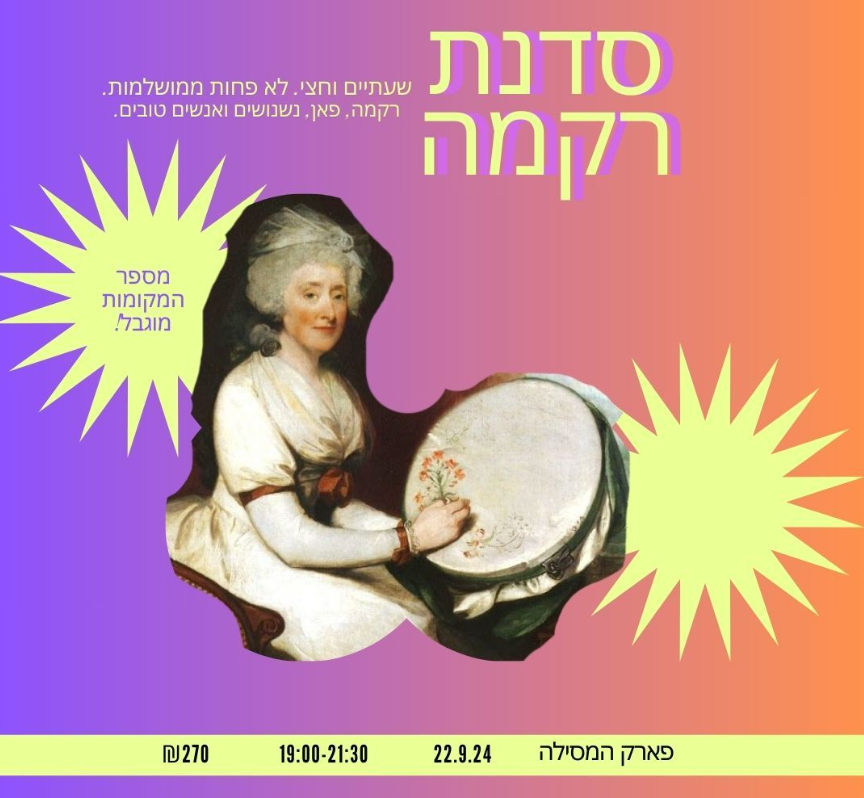 סדנת
רקמה
שעתיים וחצי. לא פחות ממושלמות.
רקמה, פאן, נשנושים ואנשים טובים.
מספר
המקומות
מוגבל!
פארק המסילה 22.9.24 19:00-21:30 ₪270